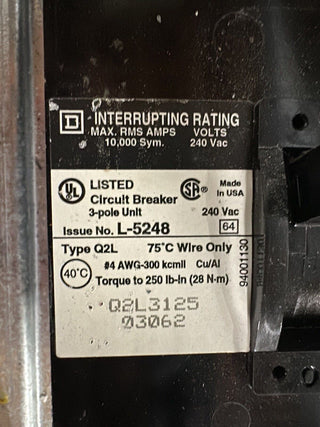 D INTERRUPTING RATING
MAX. RMS AMPS VOLTS
10,000 Sym. 240 Vac
UL LISTED SA® Made
Circuit Breaker in USA
3-pole Unit 240 Vac
Issue No. L-5248 64
Type Q2L 75°C Wire Only
40°C #4 AWG-300 kcmil Cu/Al
Torque to 250 lb-in (28 N·m)
Q2L3125
03062
94001130